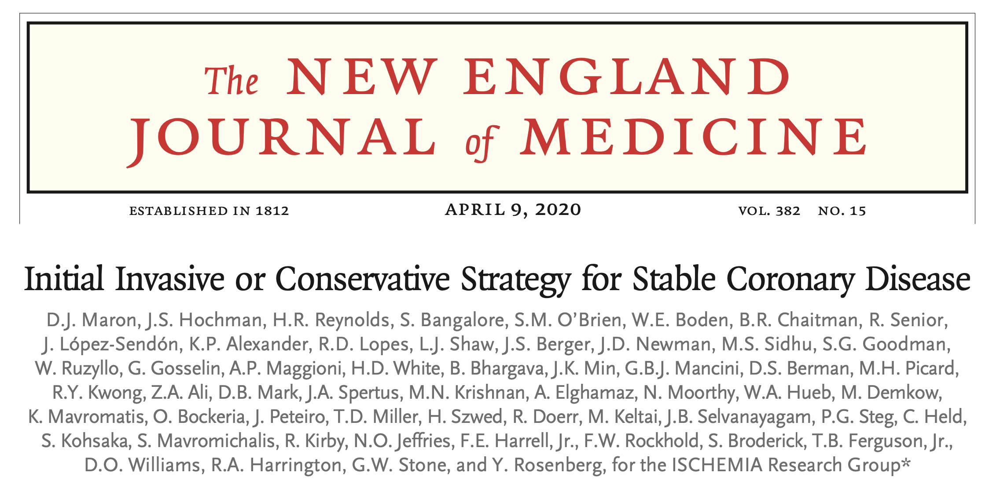 The NEW ENGLAND
JOURNAL of MEDICINE
ESTABLISHED IN 1812 APRIL 9, 2020 VOL. 382 NO. 15
Initial Invasive or Conservative Strategy for Stable Coronary Disease
D.J. Maron, J.S. Hochman, H.R. Reynolds, S. Bangalore, S.M. O’Brien, W.E. Boden, B.R. Chaitman, R. Senior,
J. López-Sendón, K.P. Alexander, R.D. Lopes, L.J. Shaw, J.S. Berger, J.D. Newman, M.S. Sidhu, S.G. Goodman,
W. Ruzyllo, G. Gosselin, A.P. Maggioni, H.D. White, B. Bhargava, J.K. Min, G.B.J. Mancini, D.S. Berman, M.H. Picard,
R.Y. Kwong, Z.A. Ali, D.B. Mark, J.A. Spertus, M.N. Krishnan, A. Elghamaz, N. Moorthy, W.A. Hueb, M. Demkow,
K. Mavromatis, O. Bockeria, J. Peteiro, T.D. Miller, H. Szwed, R. Doerr, M. Keltai, J.B. Selvanayagam, P.G. Steg, C. Held,
S. Kohsaka, S. Mavromichalis, R. Kirby, N.O. Jeffries, F.E. Harrell, Jr., F.W. Rockhold, S. Broderick, T.B. Ferguson, Jr.,
D.O. Williams, R.A. Harrington, G.W. Stone, and Y. Rosenberg, for the ISCHEMIA Research Group*